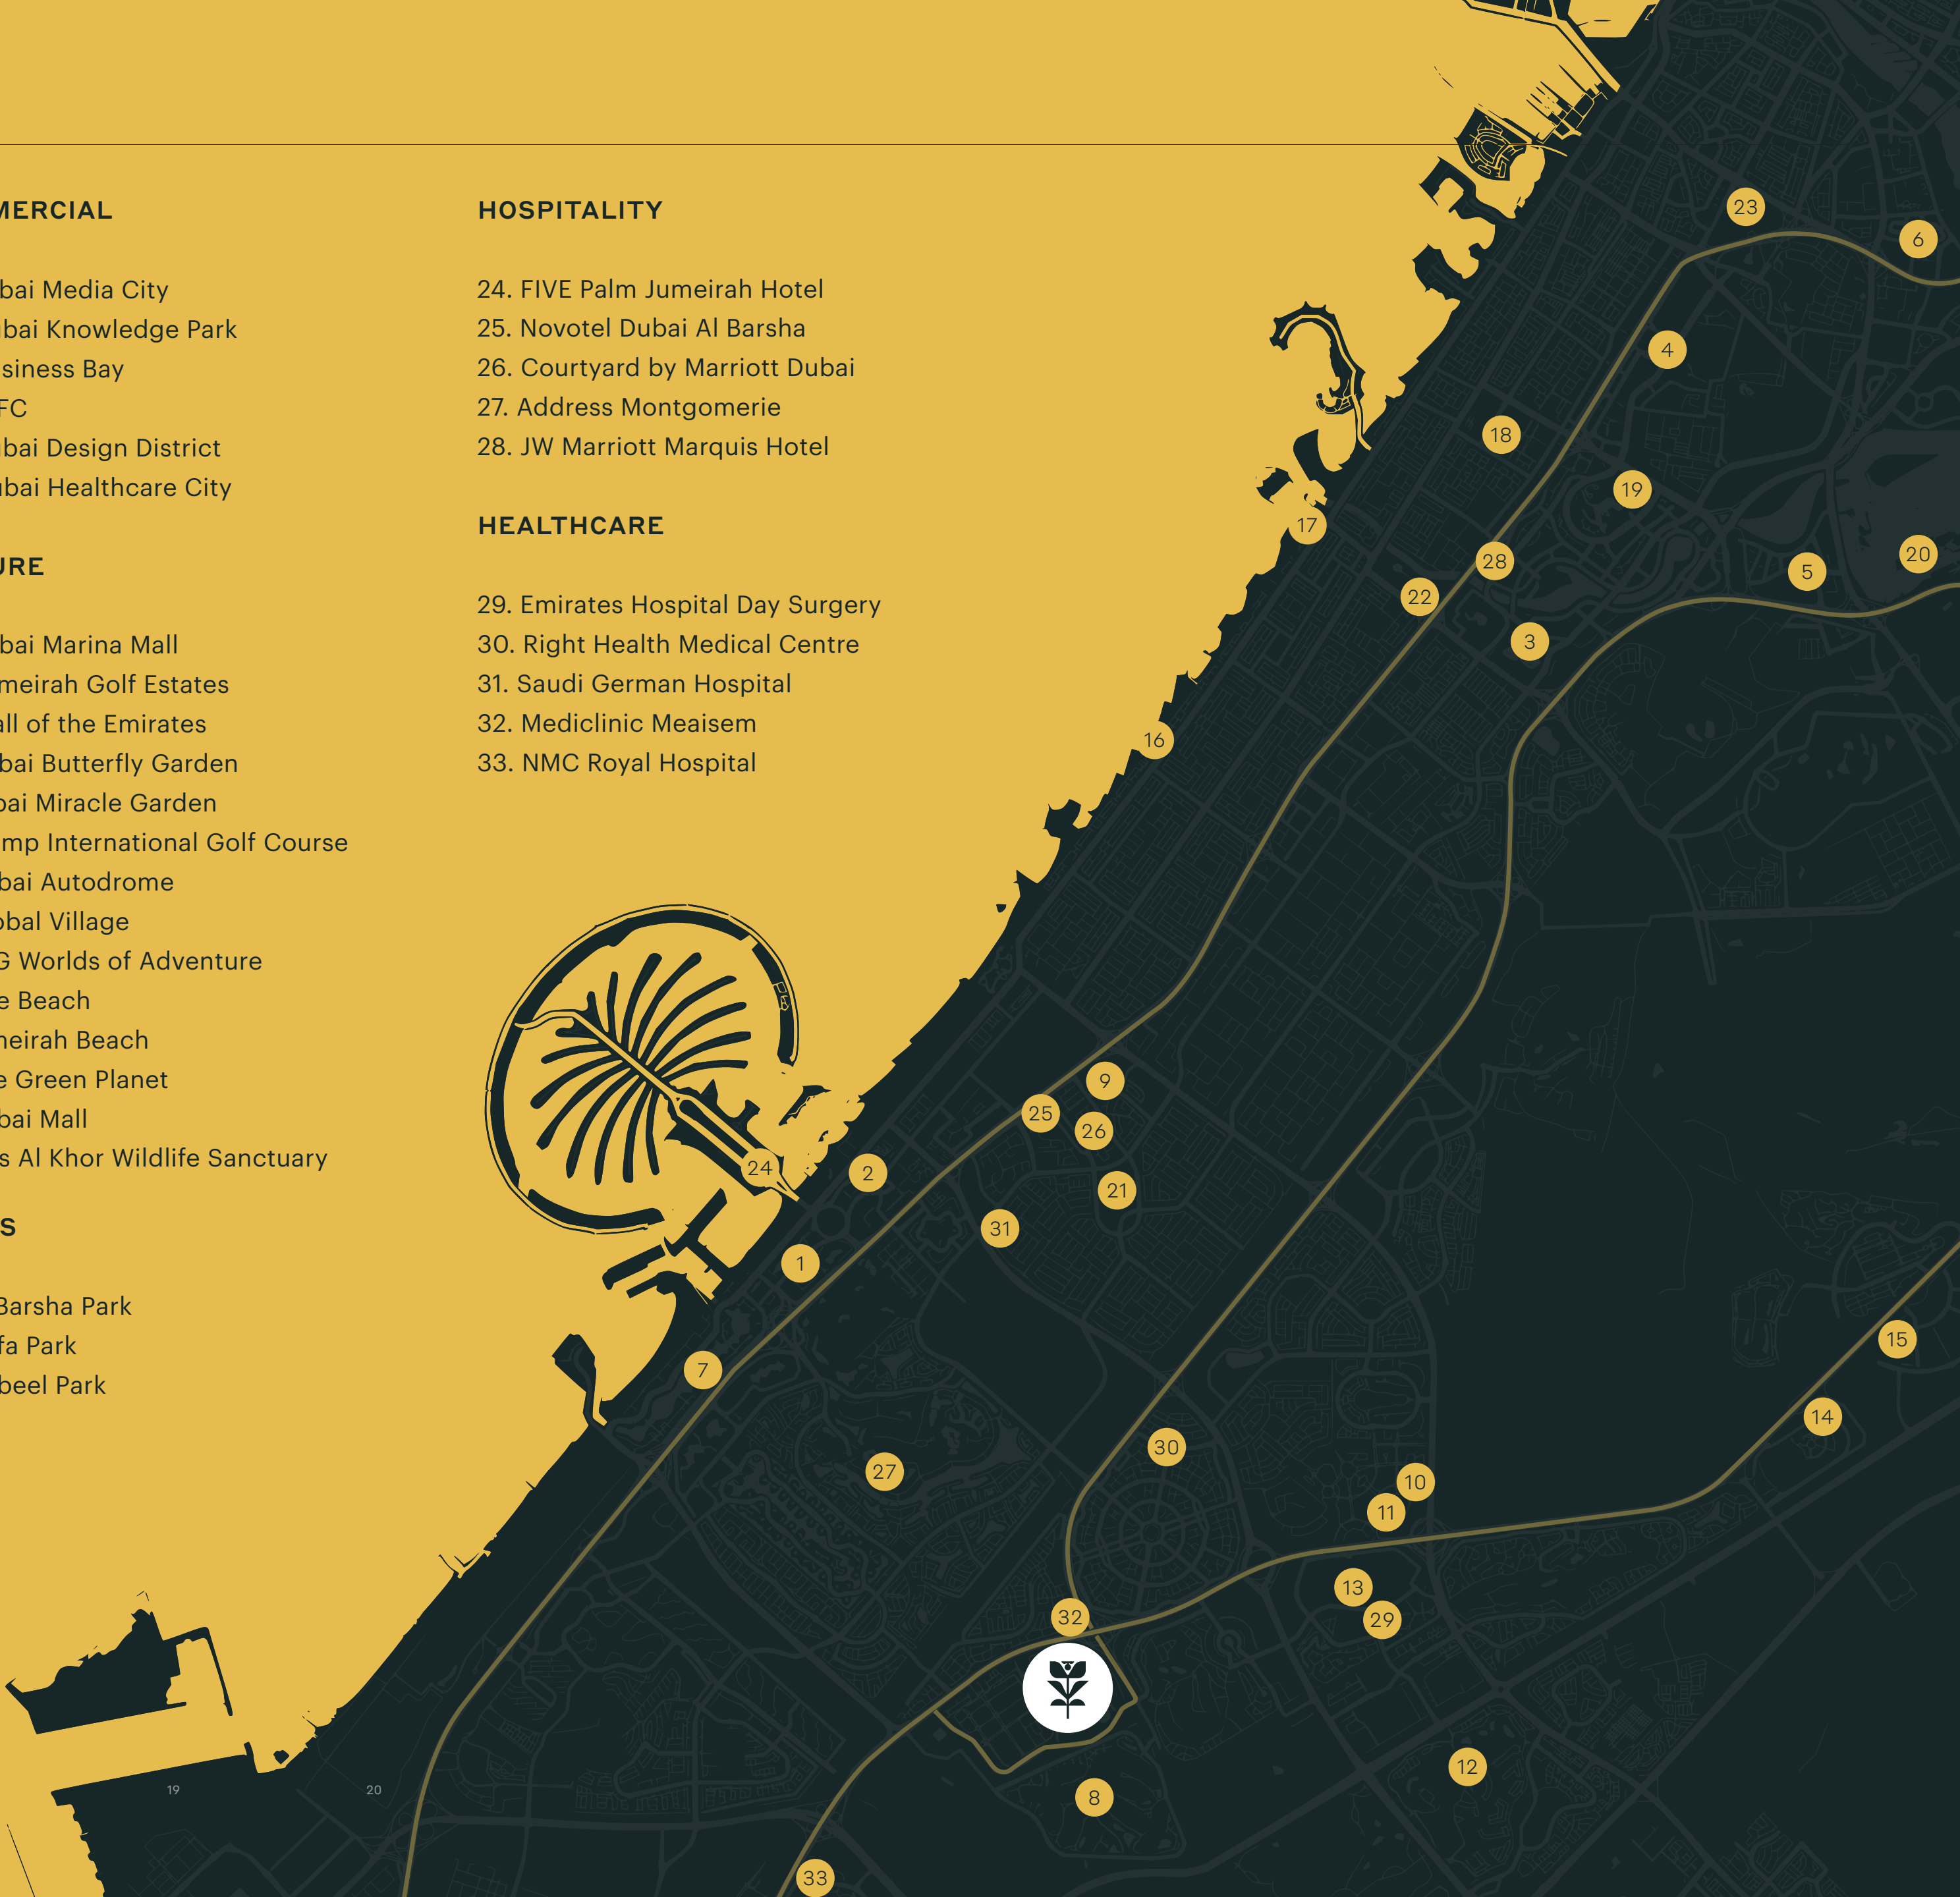 MERCIAL
bai Media City
ubai Knowledge Park
siness Bay
FC
ubai Design District
ubai Healthcare City
URE
bai Marina Mall
meirah Golf Estates
all of the Emirates
bai Butterfly Garden
bai Miracle Garden
mp International Golf Course
bai Autodrome
obal Village
G Worlds of Adventure
e Beach
meirah Beach
e Green Planet
bai Mall
s Al Khor Wildlife Sanctuary
S
Barsha Park
fa Park
beel Park
HOSPITALITY
24. FIVE Palm Jumeirah Hotel
25. Novotel Dubai Al Barsha
26. Courtyard by Marriott Dubai
27. Address Montgomerie
28. JW Marriott Marquis Hotel
HEALTHCARE
29. Emirates Hospital Day Surgery
30. Right Health Medical Centre
31. Saudi German Hospital
32. Mediclinic Meaisem
33. NMC Royal Hospital
23
6
4
18
19
17
20
28
5
22
3
16
9
25
26
24
2
21
31
1
15
7
14
30
27
10
11
13
32
29
12
19
20
8
33